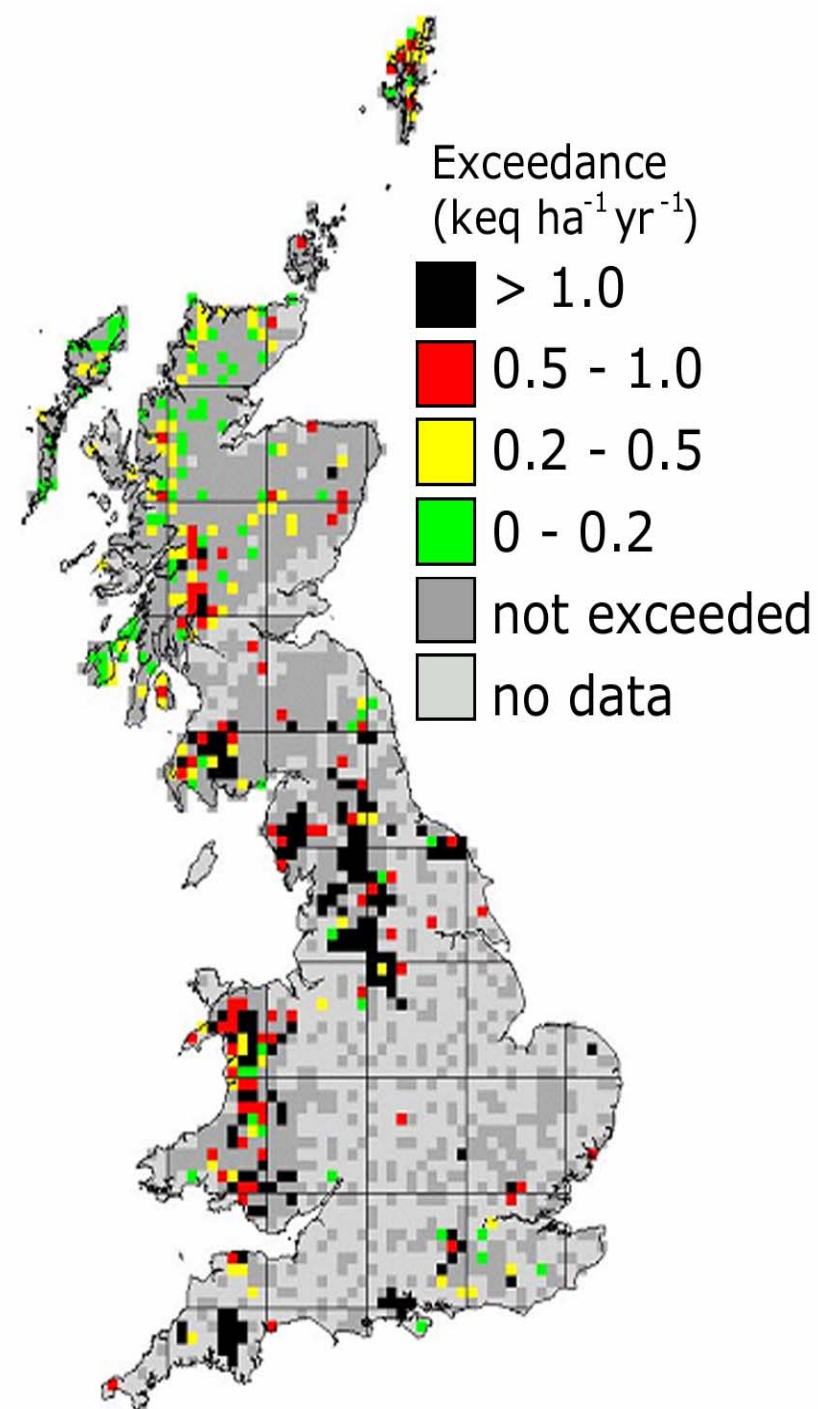 Exceedance
(keq ha⁻¹ yr⁻¹)
> 1.0
0.5 - 1.0
0.2 - 0.5
0 - 0.2
not exceeded
no data